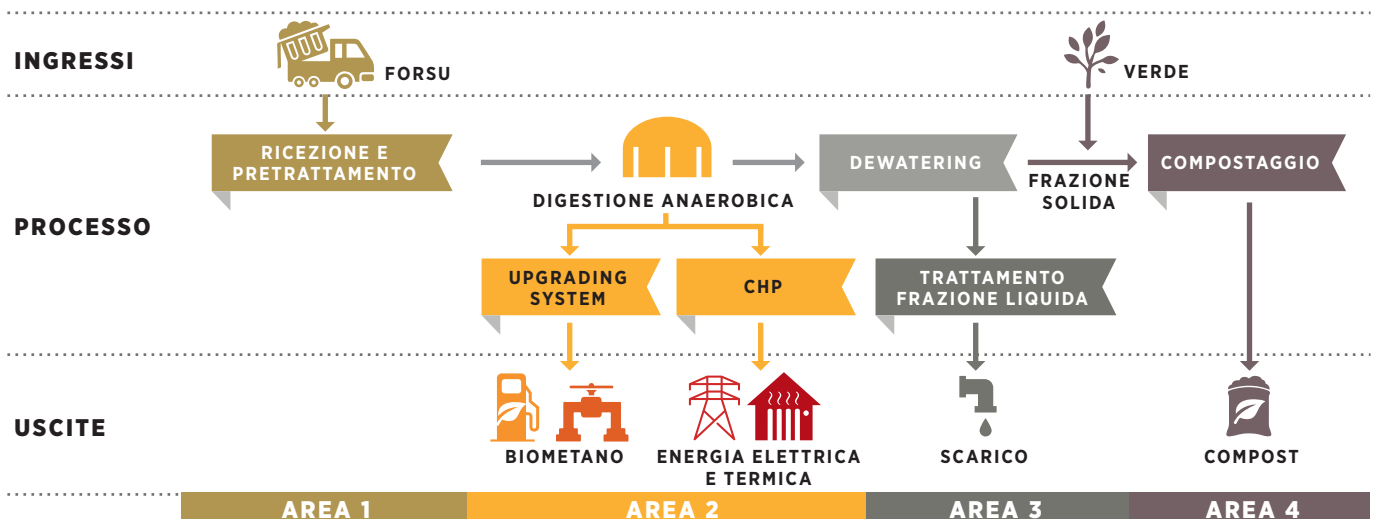 INGRESSI
FORSU
VERDE
PROCESSO
RICEZIONE E
PRETRATTAMENTO
DIGESTIONE ANAEROBICA
DEWATERING
FRAZIONE
SOLIDA
COMPOSTAGGIO
UPGRADING
SYSTEM
CHP
TRATTAMENTO
FRAZIONE LIQUIDA
USCITE
BIOMETANO
ENERGIA ELETTRICA
E TERMICA
SCARICO
COMPOST
AREA 1
AREA 2
AREA 3
AREA 4